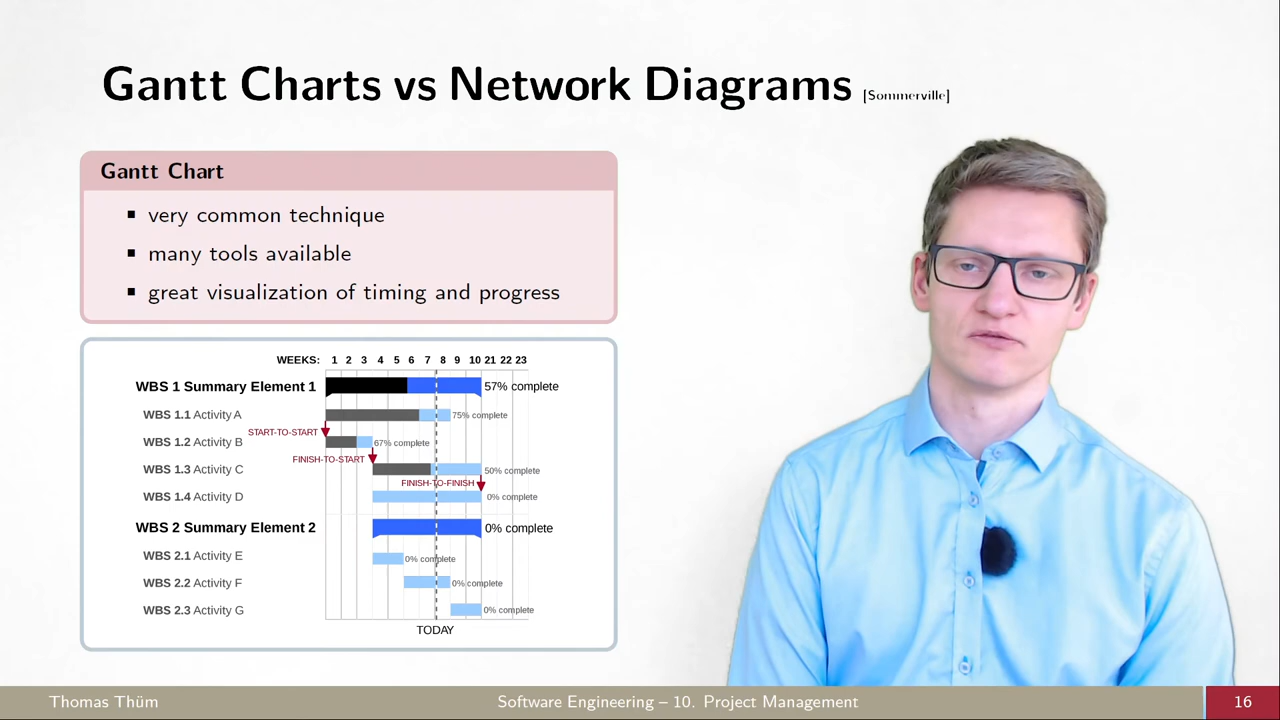 Gantt Charts vs Network Diagrams [Sommerville]
Gantt Chart
very common technique
many tools available
great visualization of timing and progress
WEEKS: 1 2 3 4 5 6 7 8 9 10 21 22 23
WBS 1 Summary Element 1 57% complete
WBS 1.1 Activity A 75% complete
START-TO-START
WBS 1.2 Activity B 67% complete
FINISH-TO-START
WBS 1.3 Activity C 50% complete
FINISH-TO-FINISH
WBS 1.4 Activity D 0% complete
WBS 2 Summary Element 2 0% complete
WBS 2.1 Activity E 0% complete
WBS 2.2 Activity F 0% complete
WBS 2.3 Activity G 0% complete
TODAY
Thomas Thüm Software Engineering – 10. Project Management 16